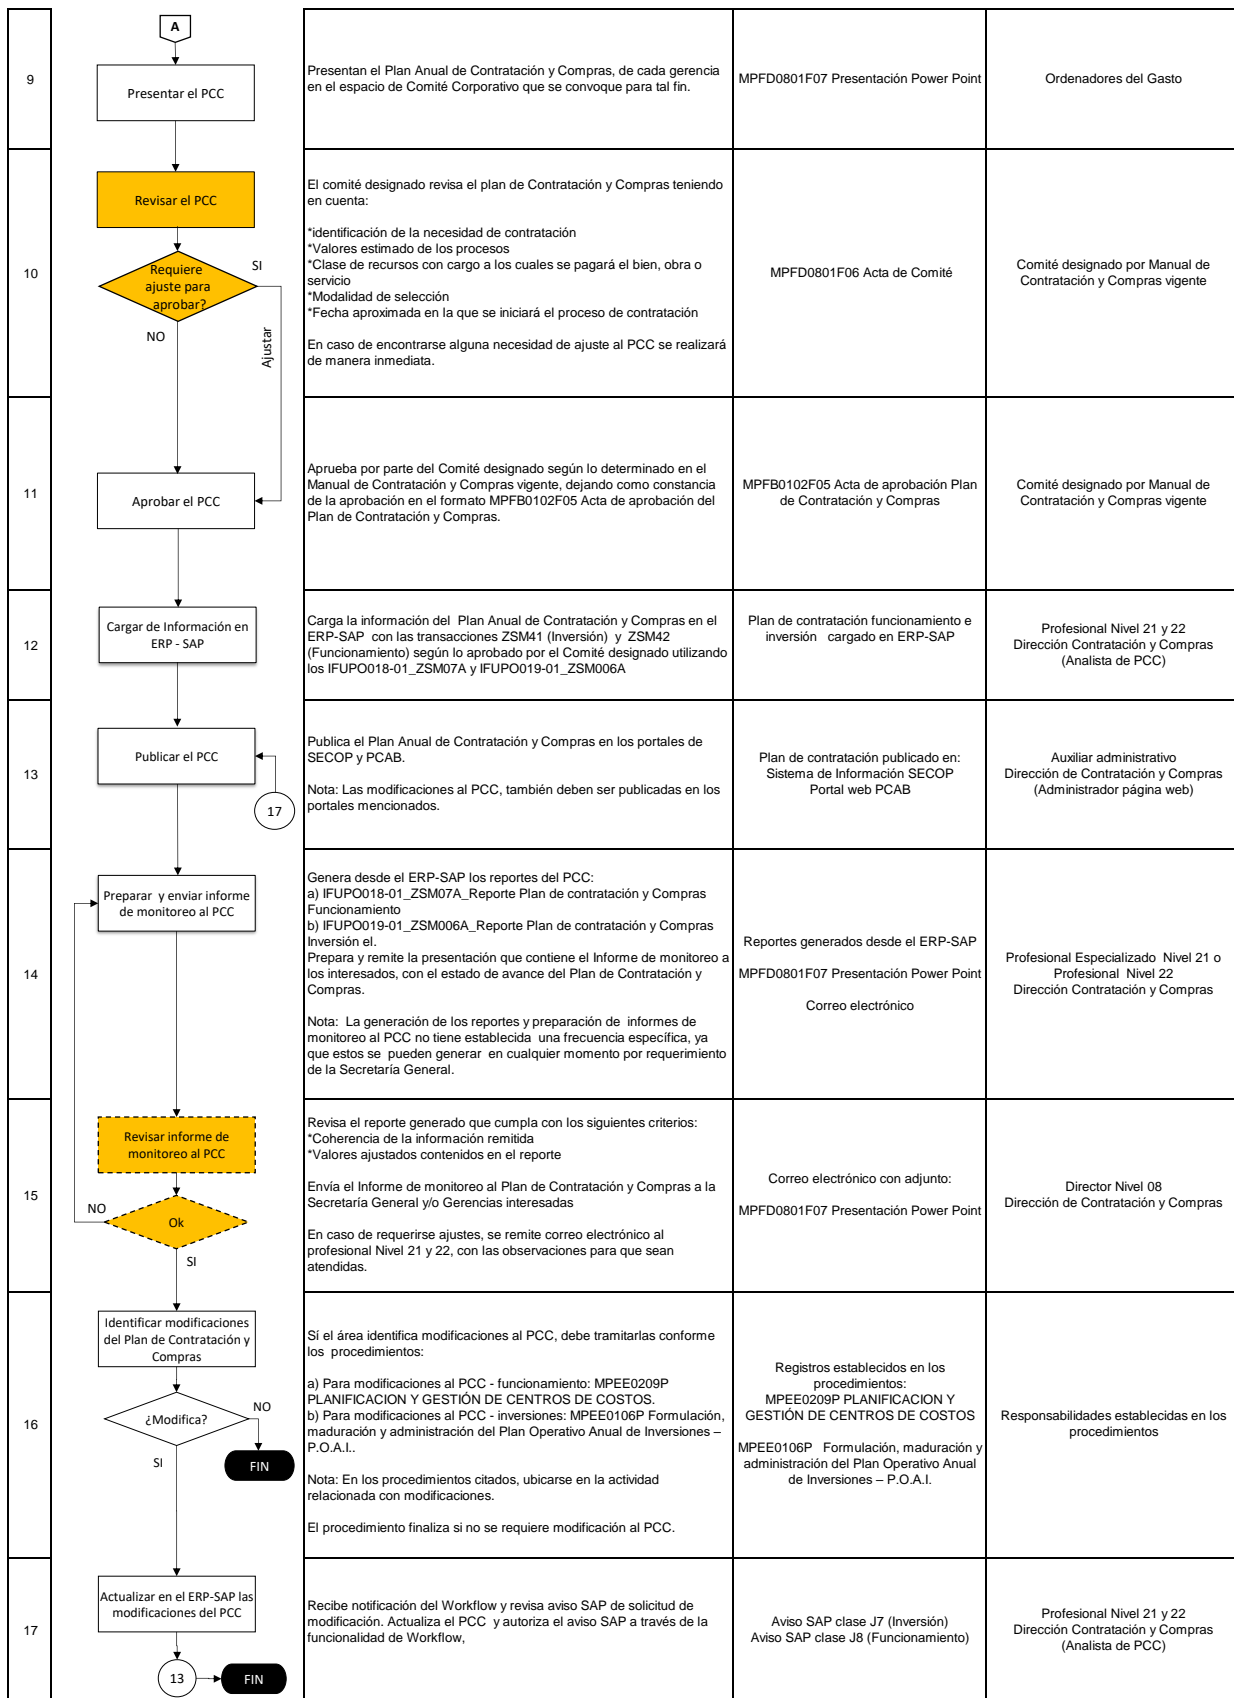 A
9
Presentar el PCC
Presentan el Plan Anual de Contratación y Compras, de cada gerencia
en el espacio de Comité Corporativo que se convoque para tal fin.
MPFD0801F07 Presentación Power Point
Ordenadores del Gasto
10
Revisar el PCC
Requiere
ajuste para
aprobar?
SI
NO
Ajustar
El comité designado revisa el plan de Contratación y Compras teniendo
en cuenta:
*identificación de la necesidad de contratación
*Valores estimado de los procesos
*Clase de recursos con cargo a los cuales se pagará el bien, obra o
servicio
*Modalidad de selección
*Fecha aproximada en la que se iniciará el proceso de contratación
En caso de encontrarse alguna necesidad de ajuste al PCC se realizará
de manera inmediata.
MPFD0801F06 Acta de Comité
Comité designado por Manual de
Contratación y Compras vigente
11
Aprobar el PCC
Aprueba por parte del Comité designado según lo determinado en el
Manual de Contratación y Compras vigente, dejando como constancia
de la aprobación en el formato MPFB0102F05 Acta de aprobación del
Plan de Contratación y Compras.
MPFB0102F05 Acta de aprobación Plan
de Contratación y Compras
Comité designado por Manual de
Contratación y Compras vigente
12
Cargar de Información en
ERP - SAP
Carga la información del Plan Anual de Contratación y Compras en el
ERP-SAP con las transacciones ZSM41 (Inversión) y ZSM42
(Funcionamiento) según lo aprobado por el Comité designado utilizando
los IFUPO018-01_ZSM07A y IFUPO019-01_ZSM006A
Plan de contratación funcionamiento e
inversión cargado en ERP-SAP
Profesional Nivel 21 y 22
Dirección Contratación y Compras
(Analista de PCC)
13
Publicar el PCC
17
Publica el Plan Anual de Contratación y Compras en los portales de
SECOP y PCAB.
Nota: Las modificaciones al PCC, también deben ser publicadas en los
portales mencionados.
Plan de contratación publicado en:
Sistema de Información SECOP
Portal web PCAB
Auxiliar administrativo
Dirección de Contratación y Compras
(Administrador página web)
14
Preparar y enviar informe
de monitoreo al PCC
Genera desde el ERP-SAP los reportes del PCC:
a) IFUPO018-01_ZSM07A_Reporte Plan de contratación y Compras
Funcionamiento
b) IFUPO019-01_ZSM006A_Reporte Plan de contratación y Compras
Inversión el.
Prepara y remite la presentación que contiene el Informe de monitoreo a
los interesados, con el estado de avance del Plan de Contratación y
Compras.
Nota: La generación de los reportes y preparación de informes de
monitoreo al PCC no tiene establecida una frecuencia específica, ya
que estos se pueden generar en cualquier momento por requerimiento
de la Secretaría General.
Reportes generados desde el ERP-SAP
MPFD0801F07 Presentación Power Point
Correo electrónico
Profesional Especializado Nivel 21 o
Profesional Nivel 22
Dirección Contratación y Compras
15
Revisar informe de
monitoreo al PCC
NO
Ok
SI
Revisa el reporte generado que cumpla con los siguientes criterios:
*Coherencia de la información remitida
*Valores ajustados contenidos en el reporte
Envía el Informe de monitoreo al Plan de Contratación y Compras a la
Secretaría General y/o Gerencias interesadas
En caso de requerirse ajustes, se remite correo electrónico al
profesional Nivel 21 y 22, con las observaciones para que sean
atendidas.
Correo electrónico con adjunto:
MPFD0801F07 Presentación Power Point
Director Nivel 08
Dirección de Contratación y Compras
16
Identificar modificaciones
del Plan de Contratación y
Compras
¿Modifica?
NO
SI
FIN
Sí el área identifica modificaciones al PCC, debe tramitarlas conforme
los procedimientos:
a) Para modificaciones al PCC - funcionamiento: MPEE0209P
PLANIFICACION Y GESTIÓN DE CENTROS DE COSTOS.
b) Para modificaciones al PCC - inversiones: MPEE0106P Formulación,
maduración y administración del Plan Operativo Anual de Inversiones –
P.O.A.I..
Nota: En los procedimientos citados, ubicarse en la actividad
relacionada con modificaciones.
El procedimiento finaliza si no se requiere modificación al PCC.
Registros establecidos en los
procedimientos:
MPEE0209P PLANIFICACION Y
GESTIÓN DE CENTROS DE COSTOS
MPEE0106P Formulación, maduración y
administración del Plan Operativo Anual
de Inversiones – P.O.A.I.
Responsabilidades establecidas en los
procedimientos
17
Actualizar en el ERP-SAP las
modificaciones del PCC
13
FIN
Recibe notificación del Workflow y revisa aviso SAP de solicitud de
modificación. Actualiza el PCC y autoriza el aviso SAP a través de la
funcionalidad de Workflow,
Aviso SAP clase J7 (Inversión)
Aviso SAP clase J8 (Funcionamiento)
Profesional Nivel 21 y 22
Dirección Contratación y Compras
(Analista de PCC)